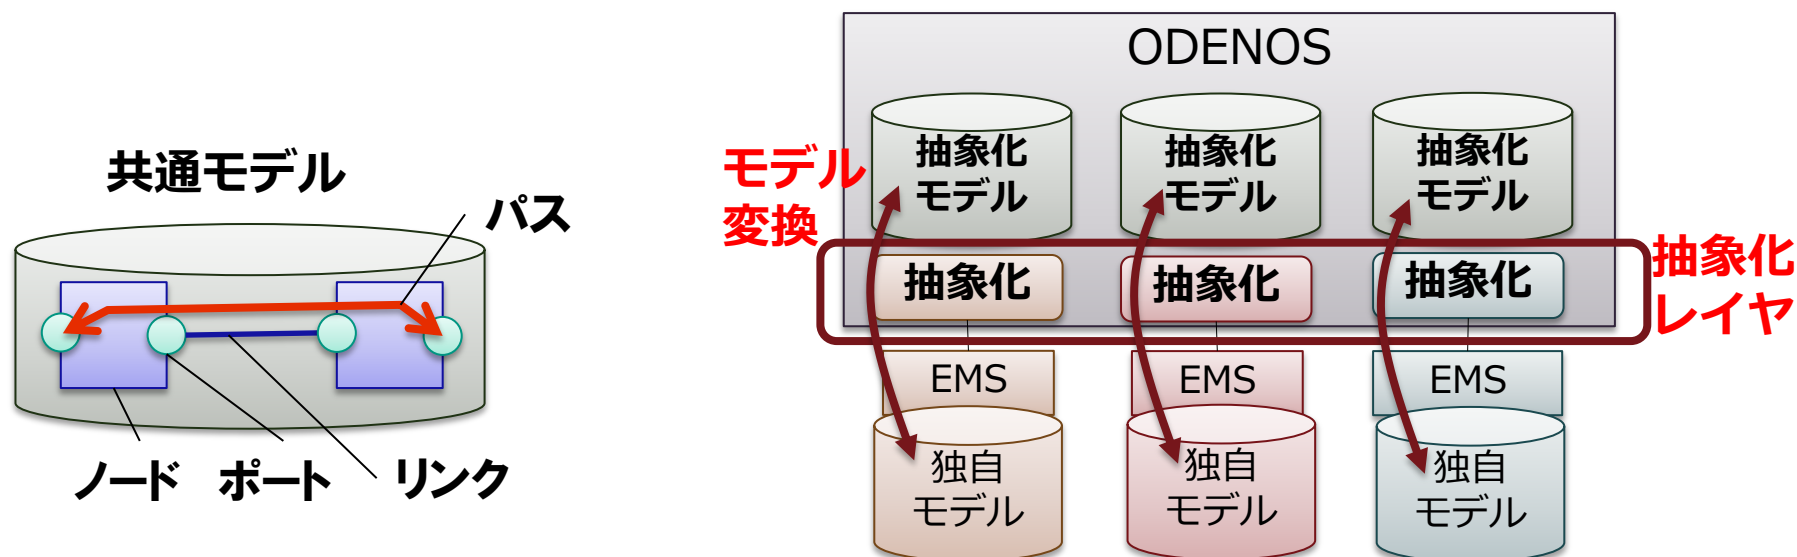 共通モデル
パス
ノード
ポート
リンク
ODENOS
モデル
変換
抽象化
モデル
抽象化
モデル
抽象化
モデル
抽象化
抽象化
抽象化
抽象化
レイヤ
EMS
EMS
EMS
独自
モデル
独自
モデル
独自
モデル